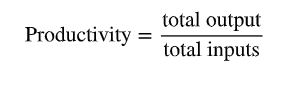 Productivity = total output / total inputs